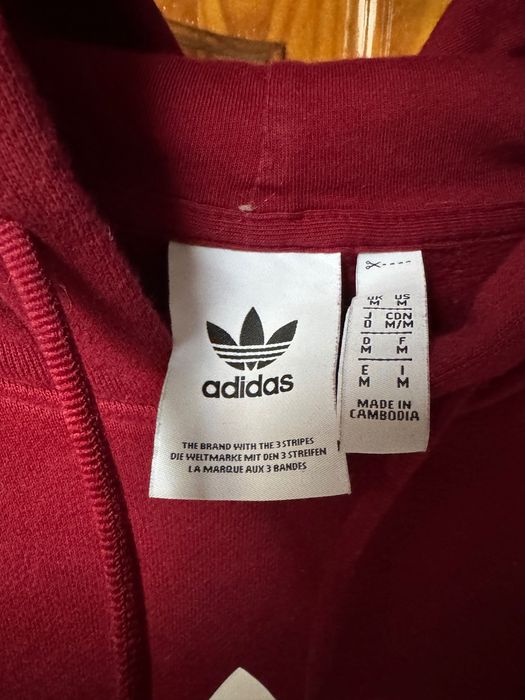 adidas
THE BRAND WITH THE 3 STRIPES
DIE WELTMARKE MIT DEN 3 STREIFEN
LA MARQUE AUX 3 BANDES
UK US
M M
J CDN
O M/M
D F
M M
E I
M M
MADE IN
CAMBODIA